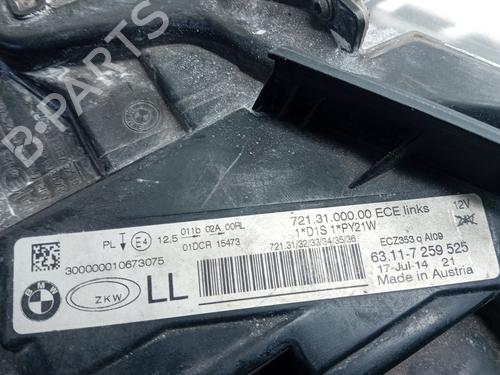 B-PARTS
721.31.000.00 ECE links 12V
1*D1S 1*PY21W 24V
PL E4 12,5 011b 02A 00RL
01DCR 15473
721.31/32/33/34/35/36
ECZ353 q AI09
300000010673075
63.11-7 259 525
17-Jul-14 21
Made in Austria
BMW
ZKW
LL